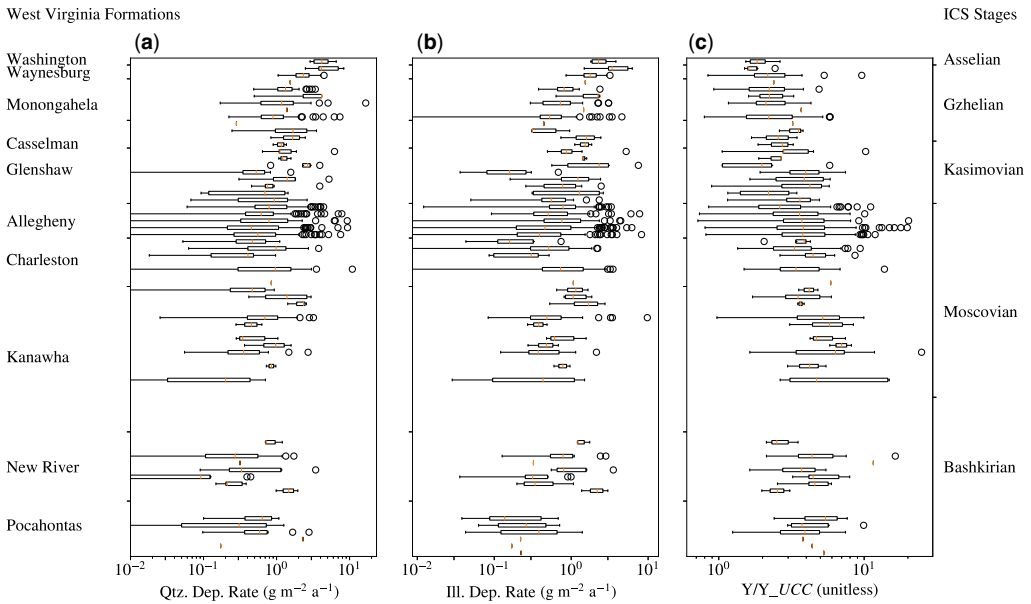 West Virginia Formations
ICS Stages
(a)
(b)
(c)
Washington
Waynesburg
Monongahela
Casselman
Glenshaw
Allegheny
Charleston
Kanawha
New River
Pocahontas
Asselian
Gzhelian
Kasimovian
Moscovian
Bashkirian
10⁻² 10⁻¹ 10⁰ 10¹
10⁻² 10⁻¹ 10⁰ 10¹
10⁰ 10¹
Qtz. Dep. Rate (g m⁻² a⁻¹)
Ill. Dep. Rate (g m⁻² a⁻¹)
Y/Y_UCC (unitless)